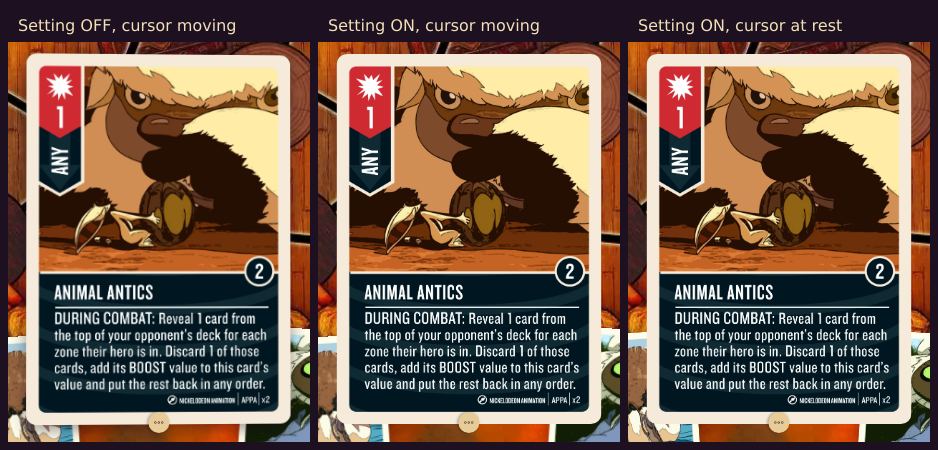 Setting OFF, cursor moving
1
ANY
2
ANIMAL ANTICS
DURING COMBAT: Reveal 1 card from
the top of your opponent's deck for each
zone their hero is in. Discard 1 of those
cards, add its BOOST value to this card's
value and put the rest back in any order.
NICKELODEON ANIMATION | APPA | x2
Setting ON, cursor moving
1
ANY
2
ANIMAL ANTICS
DURING COMBAT: Reveal 1 card from
the top of your opponent's deck for each
zone their hero is in. Discard 1 of those
cards, add its BOOST value to this card's
value and put the rest back in any order.
NICKELODEON ANIMATION | APPA | x2
Setting ON, cursor at rest
1
ANY
2
ANIMAL ANTICS
DURING COMBAT: Reveal 1 card from
the top of your opponent's deck for each
zone their hero is in. Discard 1 of those
cards, add its BOOST value to this card's
value and put the rest back in any order.
NICKELODEON ANIMATION | APPA | x2